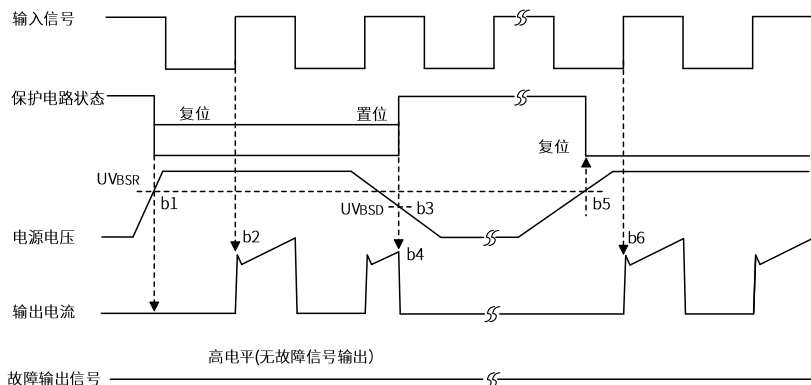 输入信号
保护电路状态
复位
置位
复位
UVBSR
b1
UVBSD
b3
b5
电源电压
b2
b4
b6
输出电流
高电平(无故障信号输出)
故障输出信号